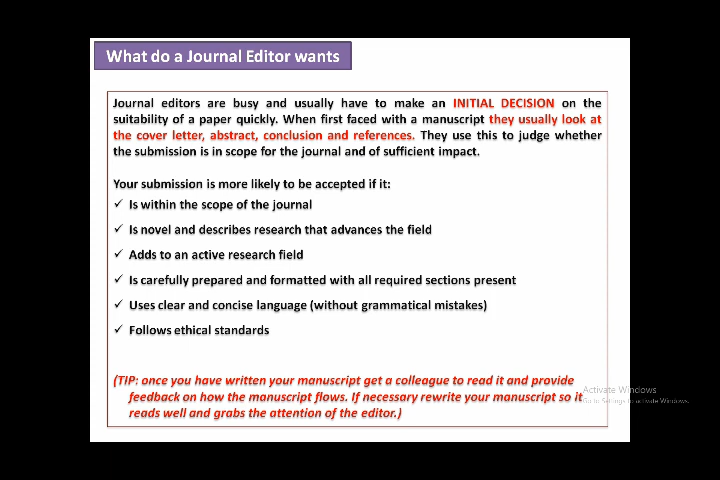 What do a Journal Editor wants
Journal editors are busy and usually have to make an INITIAL DECISION on the
suitability of a paper quickly. When first faced with a manuscript they usually look at
the cover letter, abstract, conclusion and references. They use this to judge whether
the submission is in scope for the journal and of sufficient impact.
Your submission is more likely to be accepted if it:
✓ Is within the scope of the journal
✓ Is novel and describes research that advances the field
✓ Adds to an active research field
✓ Is carefully prepared and formatted with all required sections present
✓ Uses clear and concise language (without grammatical mistakes)
✓ Follows ethical standards
(TIP: once you have written your manuscript get a colleague to read it and provide
feedback on how the manuscript flows. If necessary rewrite your manuscript so it
reads well and grabs the attention of the editor.)
Activate Windows
Go to Settings to activate Windows.